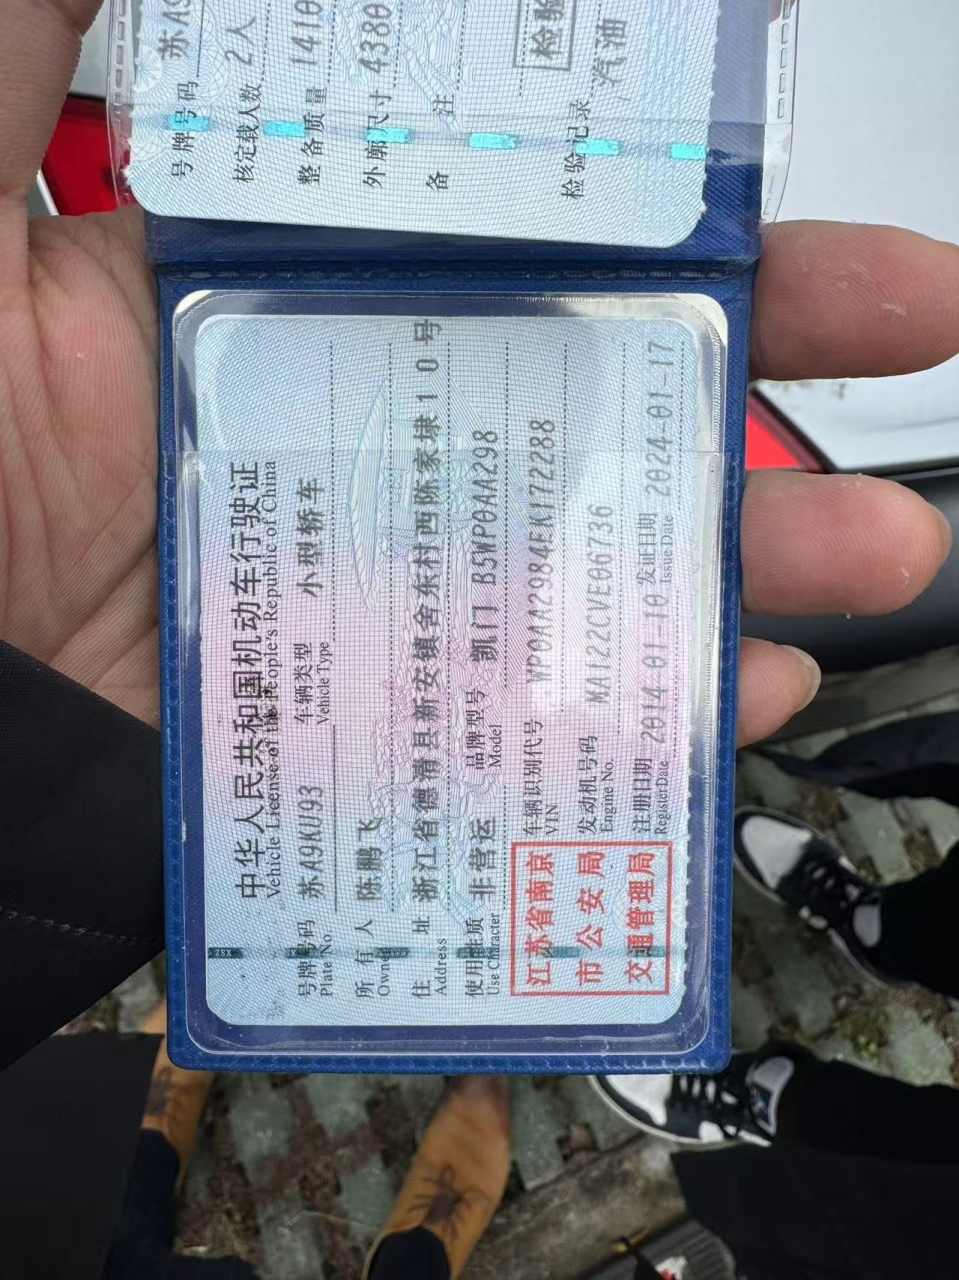 中华人民共和国机动车行驶证
Vehicle License of the People's Republic of China
号牌号码 苏A9KU93 车辆类型 小型轿车
Plate No. Vehicle Type
所有人 陈鹏飞
Owner
住址 浙江省德清县新安镇舍东村西陈家埭10号
Address
使用性质 非营运 品牌型号 凯门 B5WP0AA298
Use Character Model
江苏省南京
市公安局
交通管理局
车辆识别代号 WP0AA2984EK172288
VIN
发动机号码 MA122CVE06736
Engine No.
注册日期 2014-01-10 发证日期 2024-01-17
Register Date Issue Date
号牌号码 苏A9
核定载人数 2人
整备质量 1410
外廓尺寸 4380
备注
检验
检验记录 汽油